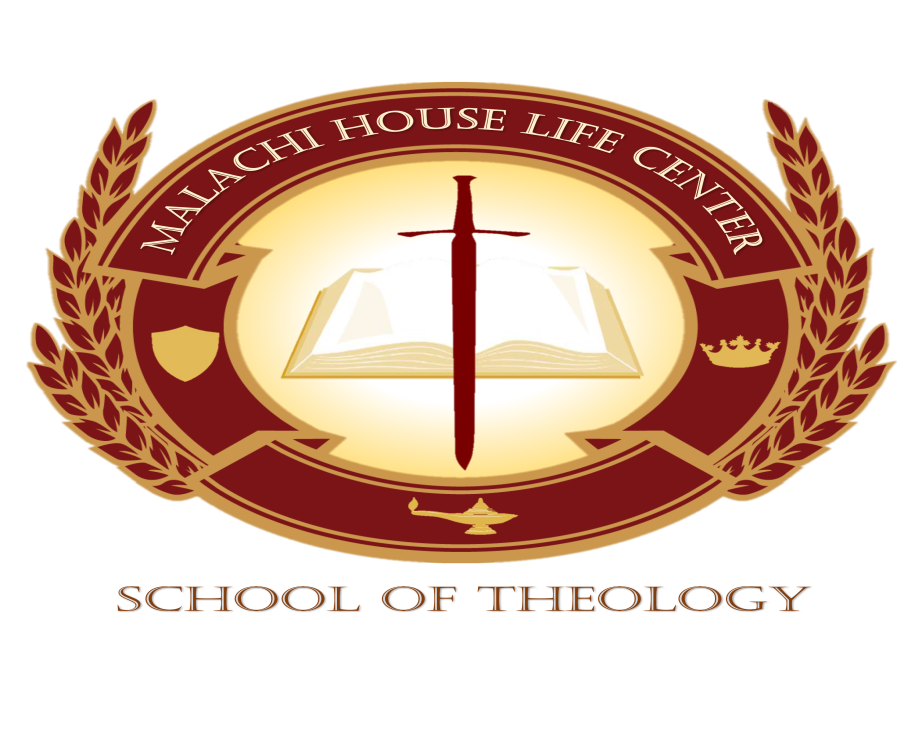 MALACHI HOUSE LIFE CENTER
SCHOOL OF THEOLOGY